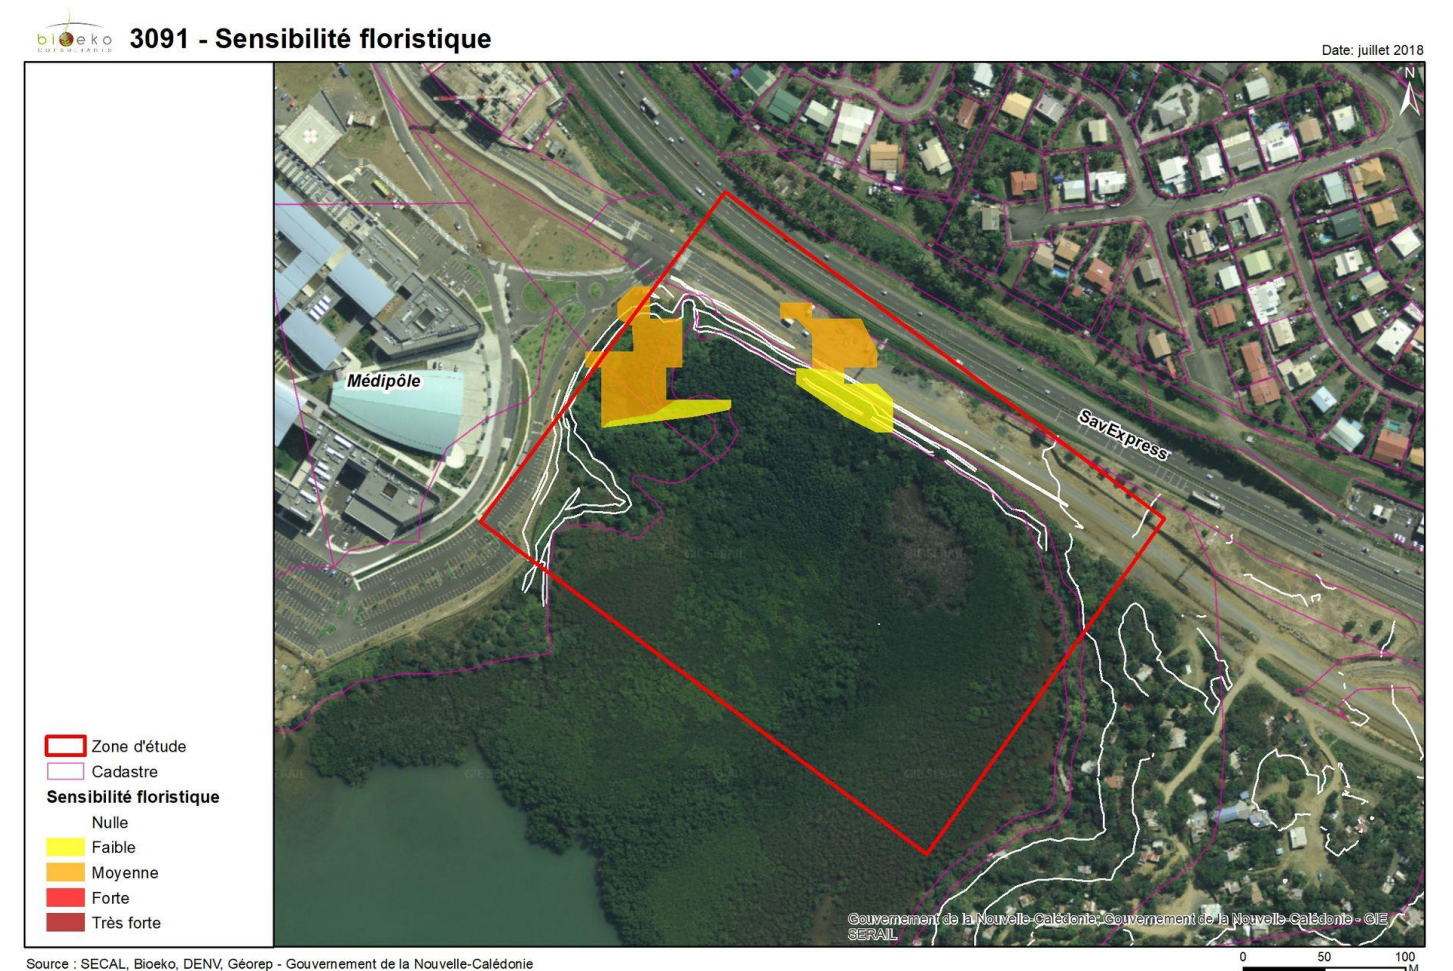 bioeko
CONSULTANTS
3091 - Sensibilité floristique
Date: juillet 2018
N
Médipôle
SavExpress
GIE SERAIL
Zone d'étude
Cadastre
Sensibilité floristique
Nulle
Faible
Moyenne
Forte
Très forte
Gouvernement de la Nouvelle-Calédonie; Gouvernement de la Nouvelle-Calédonie - GIE
SERAIL
Source : SECAL, Bioeko, DENV, Géorep - Gouvernement de la Nouvelle-Calédonie
0 50 100
M